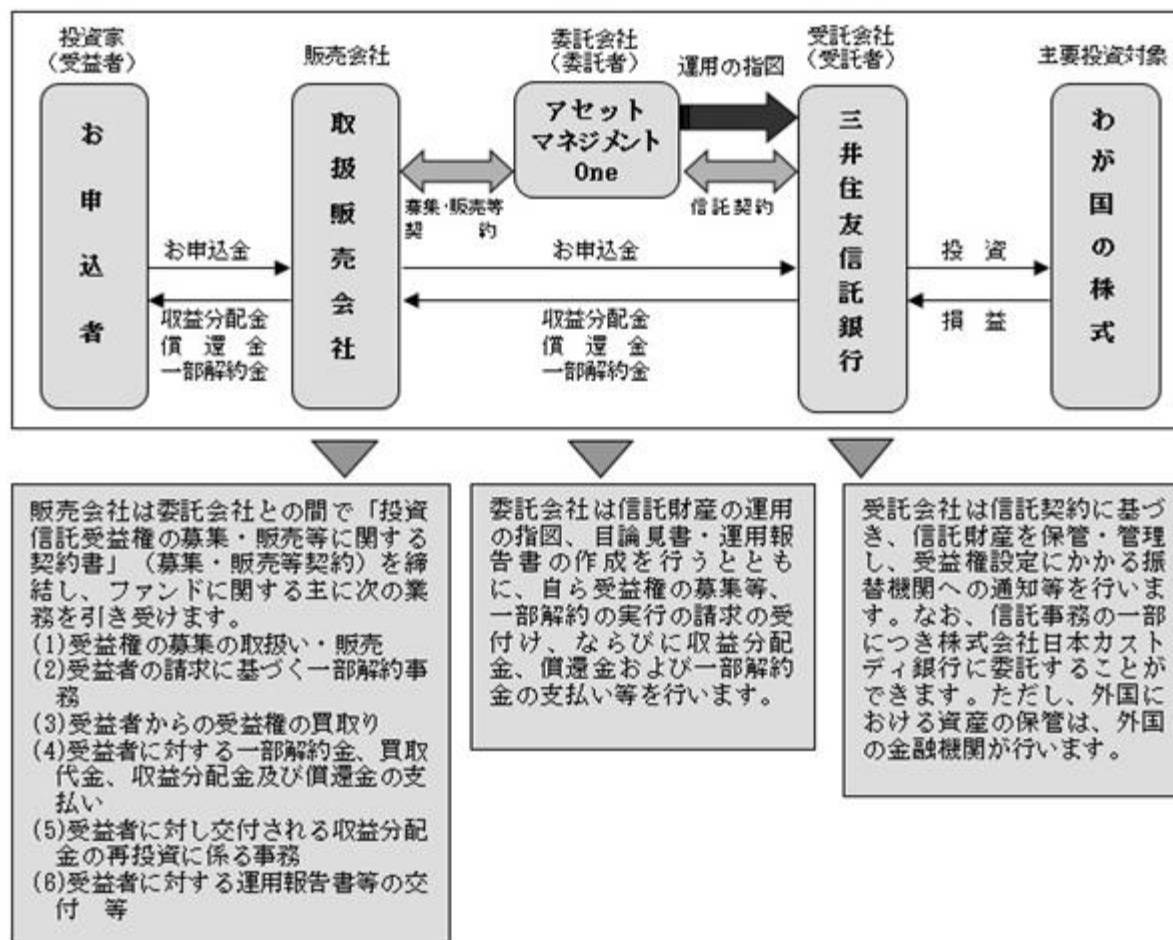 投資家
(受益者)
販売会社
委託会社
(委託者)
運用の指図
受託会社
(受託者)
主要投資対象
お申込者
取扱販売会社
アセット
マネジメント
One
三井住友信託銀行
わが国の株式
募集・販売等
契 約
信託契約
お申込金
お申込金
投 資
収益分配金
償 還 金
一部解約金
収益分配金
償 還 金
一部解約金
損 益
販売会社は委託会社との間で「投資
信託受益権の募集・販売等に関する
契約書」(募集・販売等契約)を締
結し、ファンドに関する主に次の業
務を引き受けます。
(1)受益権の募集の取扱い・販売
(2)受益者の請求に基づく一部解約事
務
(3)受益者からの受益権の買取り
(4)受益者に対する一部解約金、買取
代金、収益分配金及び償還金の支
払い
(5)受益者に対し交付される収益分配
金の再投資に係る事務
(6)受益者に対する運用報告書等の交
付 等
委託会社は信託財産の運用
の指図、目論見書・運用報
告書の作成を行うととも
に、自ら受益権の募集等、
一部解約の実行の請求の受
付け、ならびに収益分配
金、償還金および一部解約
金の支払い等を行います。
受託会社は信託契約に基づ
き、信託財産を保管・管理
し、受益権設定にかかる振
替機関への通知等を行いま
す。なお、信託事務の一部
につき株式会社日本カスト
ディ銀行に委託することが
できます。ただし、外国に
おける資産の保管は、外国
の金融機関が行います。